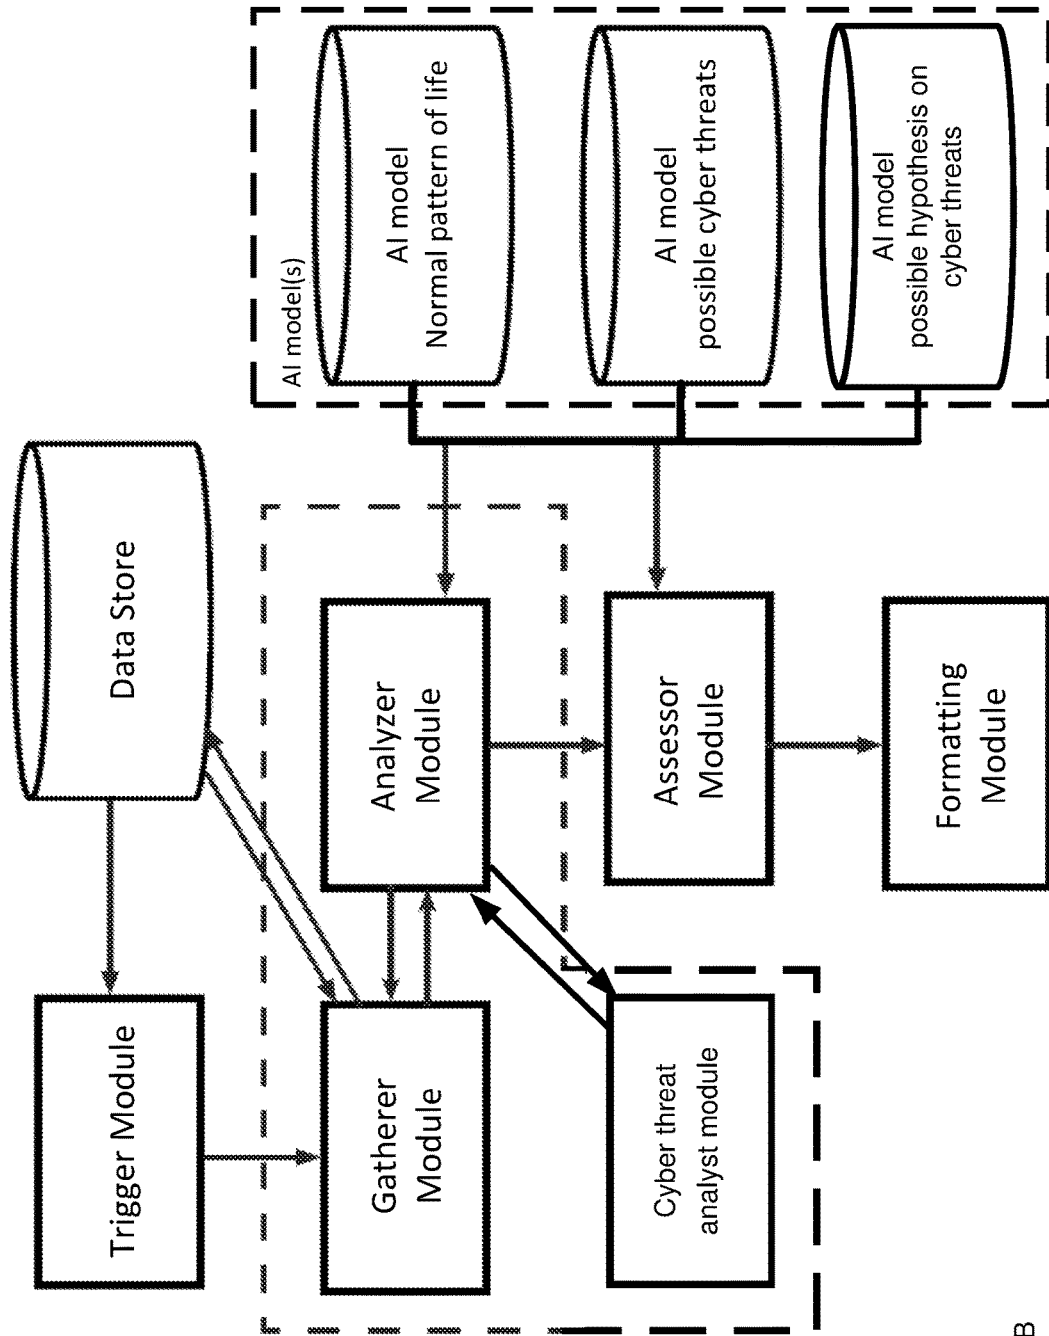 Trigger Module
Data Store
Gatherer
Module
Analyzer
Module
AI model(s)
AI model
Normal pattern of life
Cyber threat
analyst module
Assessor
Module
AI model
possible cyber threats
Formatting
Module
AI model
possible hypothesis on
cyber threats
B